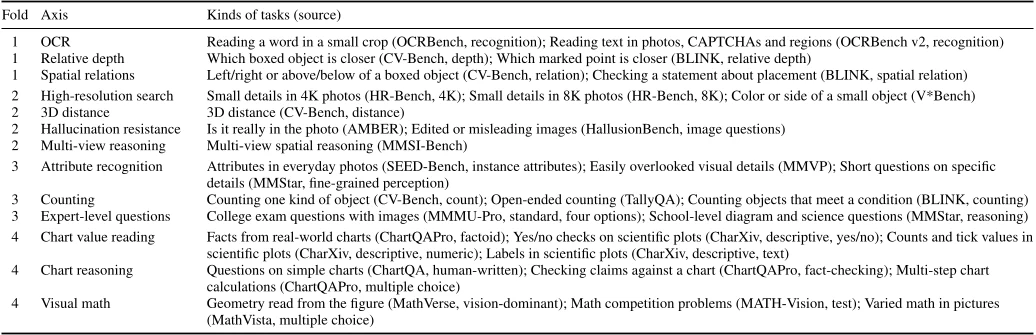 Fold Axis Kinds of tasks (source)
1 OCR Reading a word in a small crop (OCRBench, recognition); Reading text in photos, CAPTCHAs and regions (OCRBench v2, recognition)
1 Relative depth Which boxed object is closer (CV-Bench, depth); Which marked point is closer (BLINK, relative depth)
1 Spatial relations Left/right or above/below of a boxed object (CV-Bench, relation); Checking a statement about placement (BLINK, spatial relation)
2 High-resolution search Small details in 4K photos (HR-Bench, 4K); Small details in 8K photos (HR-Bench, 8K); Color or side of a small object (V*Bench)
2 3D distance 3D distance (CV-Bench, distance)
2 Hallucination resistance Is it really in the photo (AMBER); Edited or misleading images (HallusionBench, image questions)
2 Multi-view reasoning Multi-view spatial reasoning (MMSI-Bench)
3 Attribute recognition Attributes in everyday photos (SEED-Bench, instance attributes); Easily overlooked visual details (MMVP); Short questions on specific
details (MMStar, fine-grained perception)
3 Counting Counting one kind of object (CV-Bench, count); Open-ended counting (TallyQA); Counting objects that meet a condition (BLINK, counting)
3 Expert-level questions College exam questions with images (MMMU-Pro, standard, four options); School-level diagram and science questions (MMStar, reasoning)
4 Chart value reading Facts from real-world charts (ChartQAPro, factoid); Yes/no checks on scientific plots (CharXiv, descriptive, yes/no); Counts and tick values in
scientific plots (CharXiv, descriptive, numeric); Labels in scientific plots (CharXiv, descriptive, text)
4 Chart reasoning Questions on simple charts (ChartQA, human-written); Checking claims against a chart (ChartQAPro, fact-checking); Multi-step chart
calculations (ChartQAPro, multiple choice)
4 Visual math Geometry read from the figure (MathVerse, vision-dominant); Math competition problems (MATH-Vision, test); Varied math in pictures
(MathVista, multiple choice)